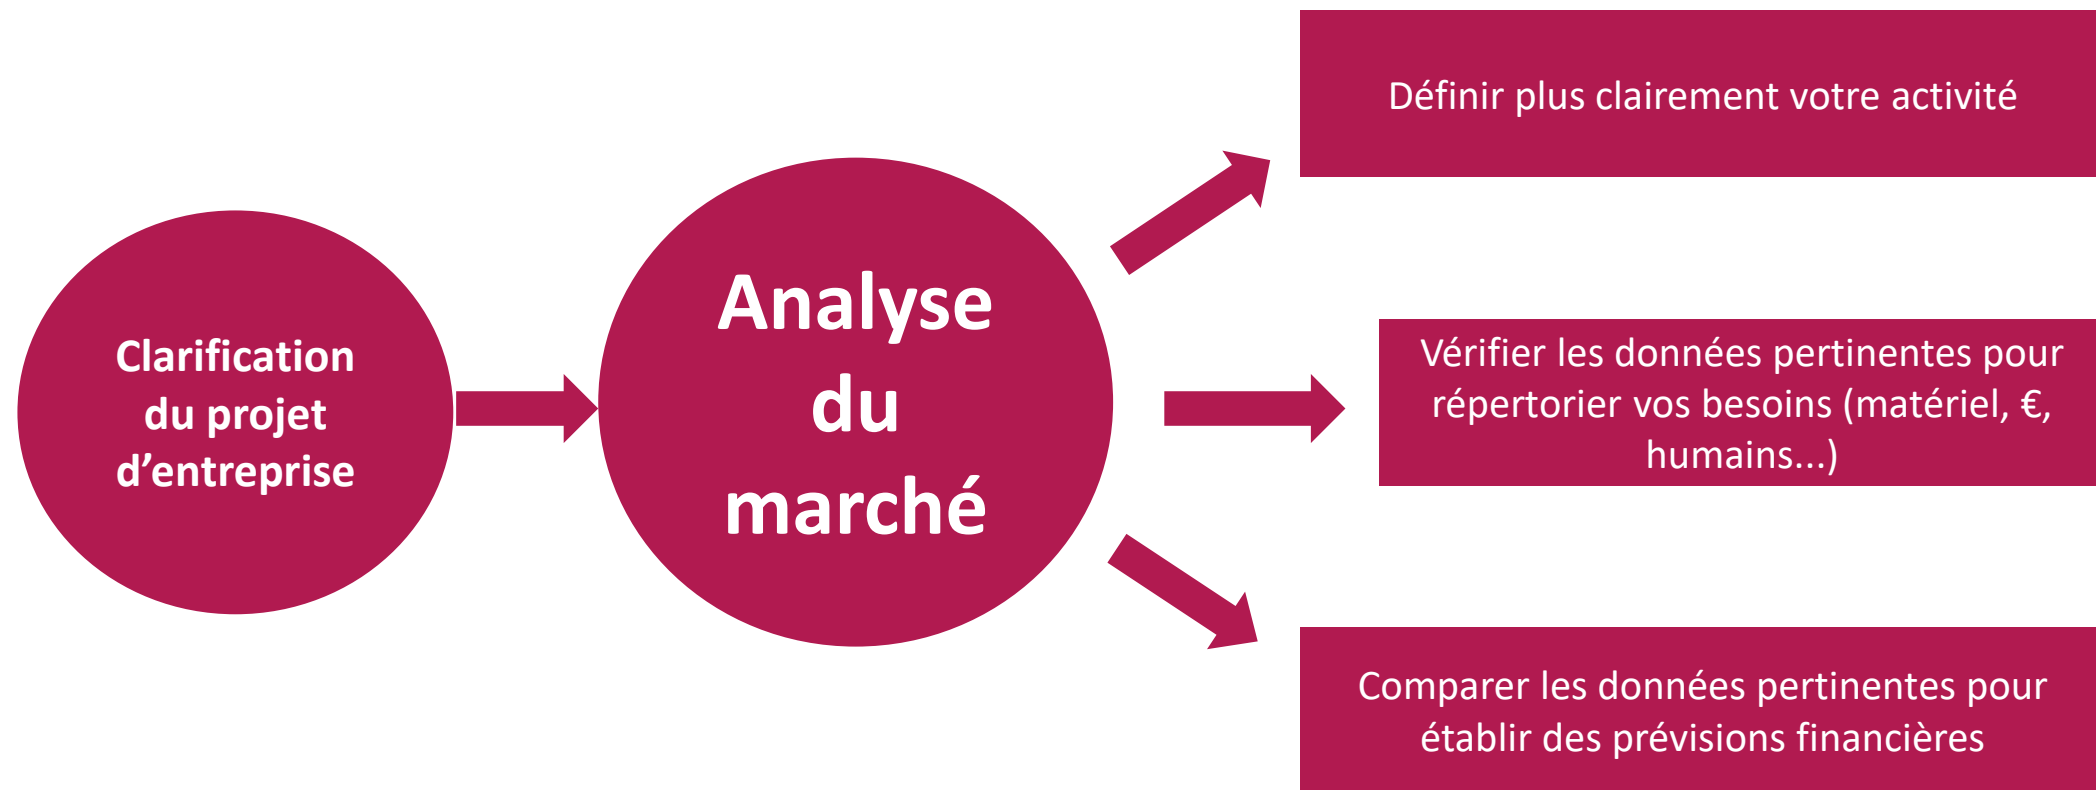 Clarification
du projet
d’entreprise
Analyse
du
marché
Définir plus clairement votre activité
Vérifier les données pertinentes pour
répertorier vos besoins (matériel, €,
humains...)
Comparer les données pertinentes pour
établir des prévisions financières